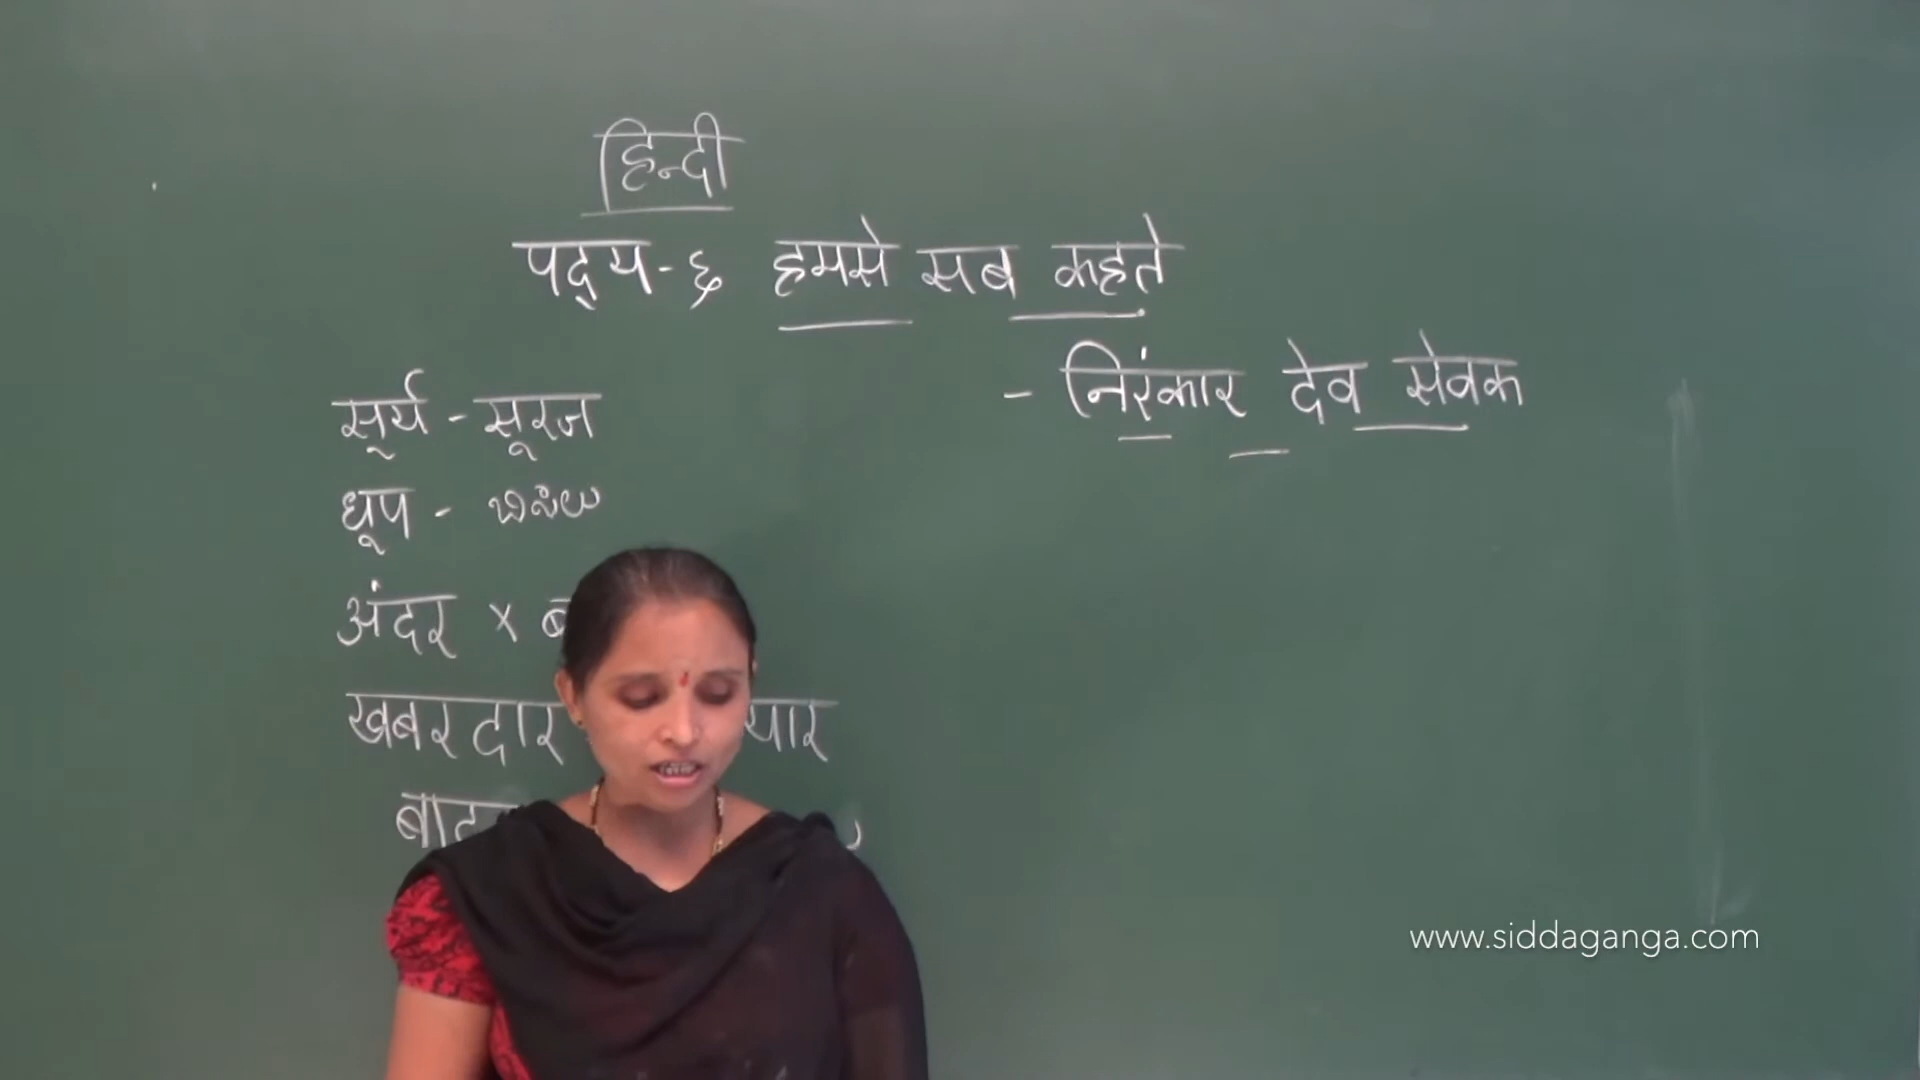 हिन्दी
पद्य - ६ हमसे सब कहते
- निरंकार देव सेवक
सूर्य - सूरज
धूप - ಬಿಸಿಲು
अंदर x
खबरदार
www.siddaganga.com